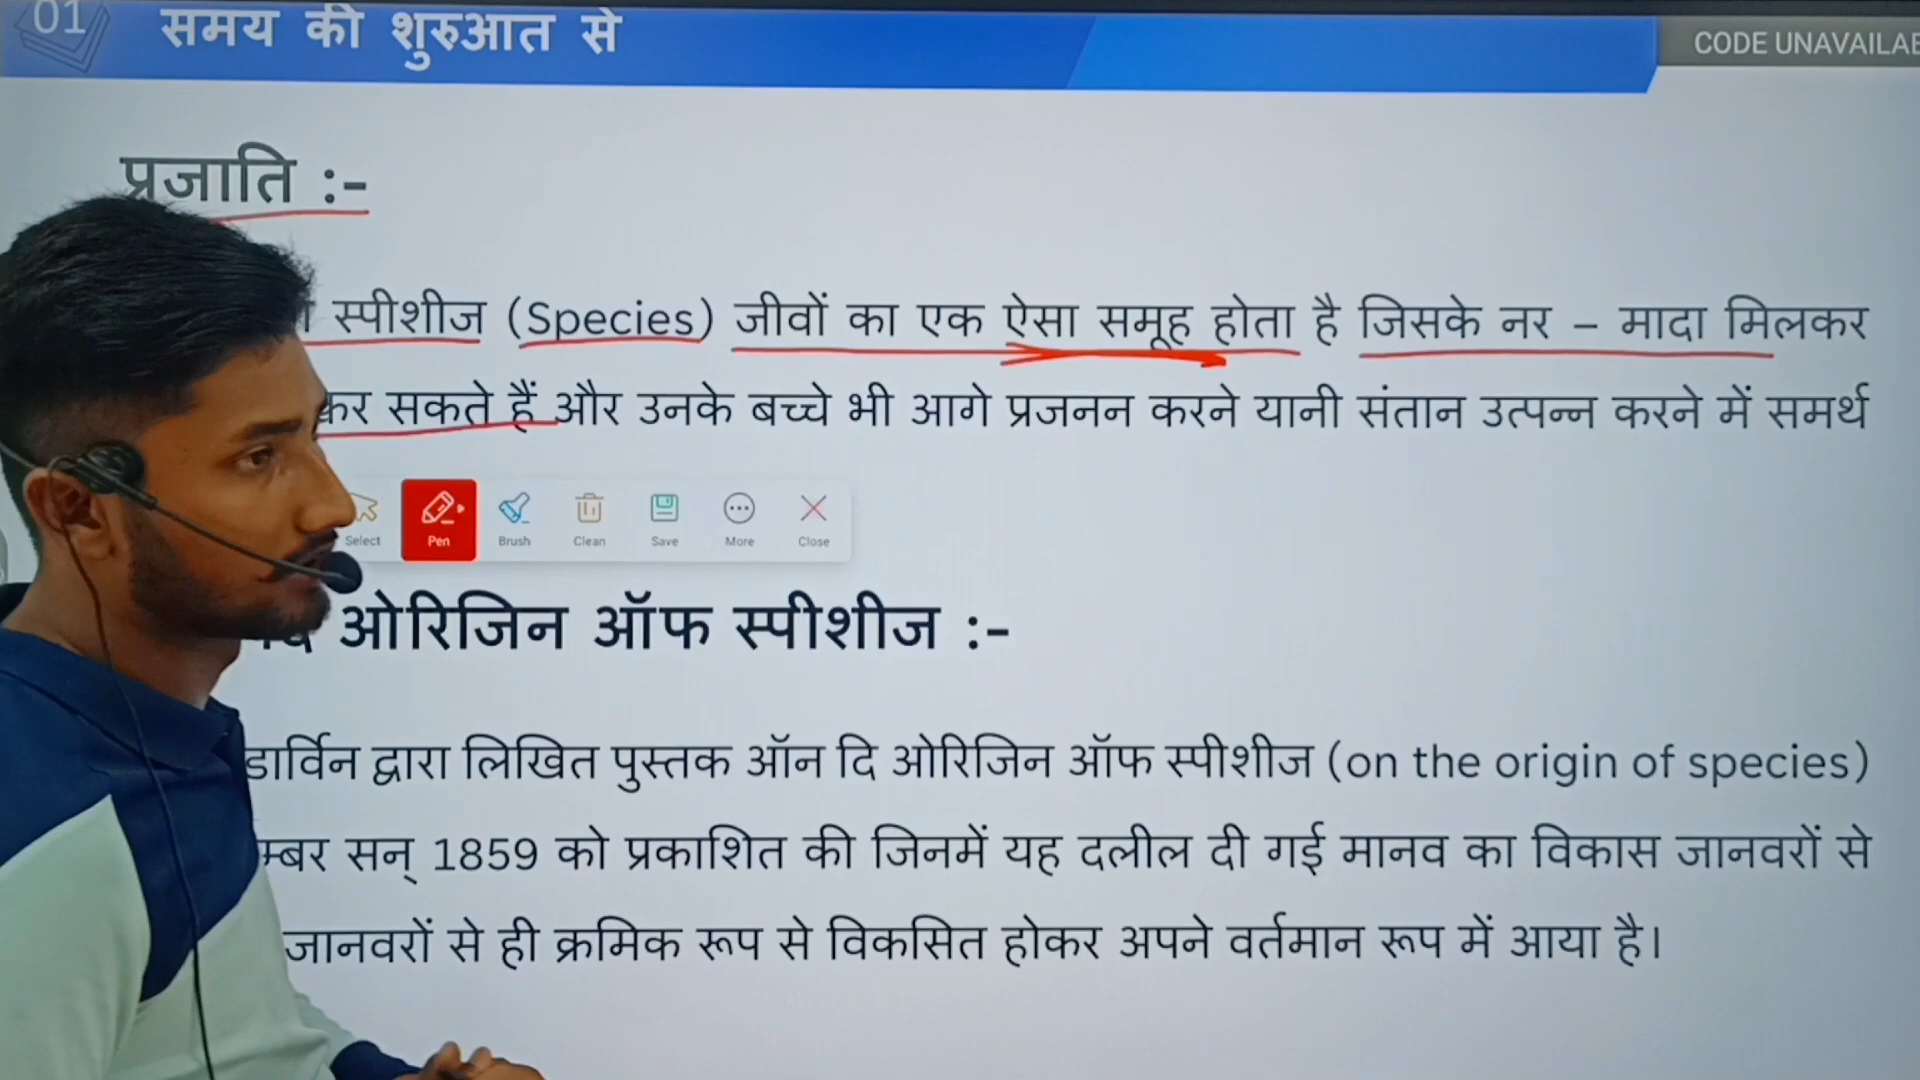 01 समय की शुरुआत से
CODE UNAVAILAB
प्रजाति :-
स्पीशीज (Species) जीवों का एक ऐसा समूह होता है जिसके नर – मादा मिलकर
कर सकते हैं और उनके बच्चे भी आगे प्रजनन करने यानी संतान उत्पन्न करने में समर्थ
Select Pen Brush Clean Save More Close
ओरिजिन ऑफ स्पीशीज :-
डार्विन द्वारा लिखित पुस्तक ऑन दि ओरिजिन ऑफ स्पीशीज (on the origin of species)
म्बर सन् 1859 को प्रकाशित की जिनमें यह दलील दी गई मानव का विकास जानवरों से
जानवरों से ही क्रमिक रूप से विकसित होकर अपने वर्तमान रूप में आया है।